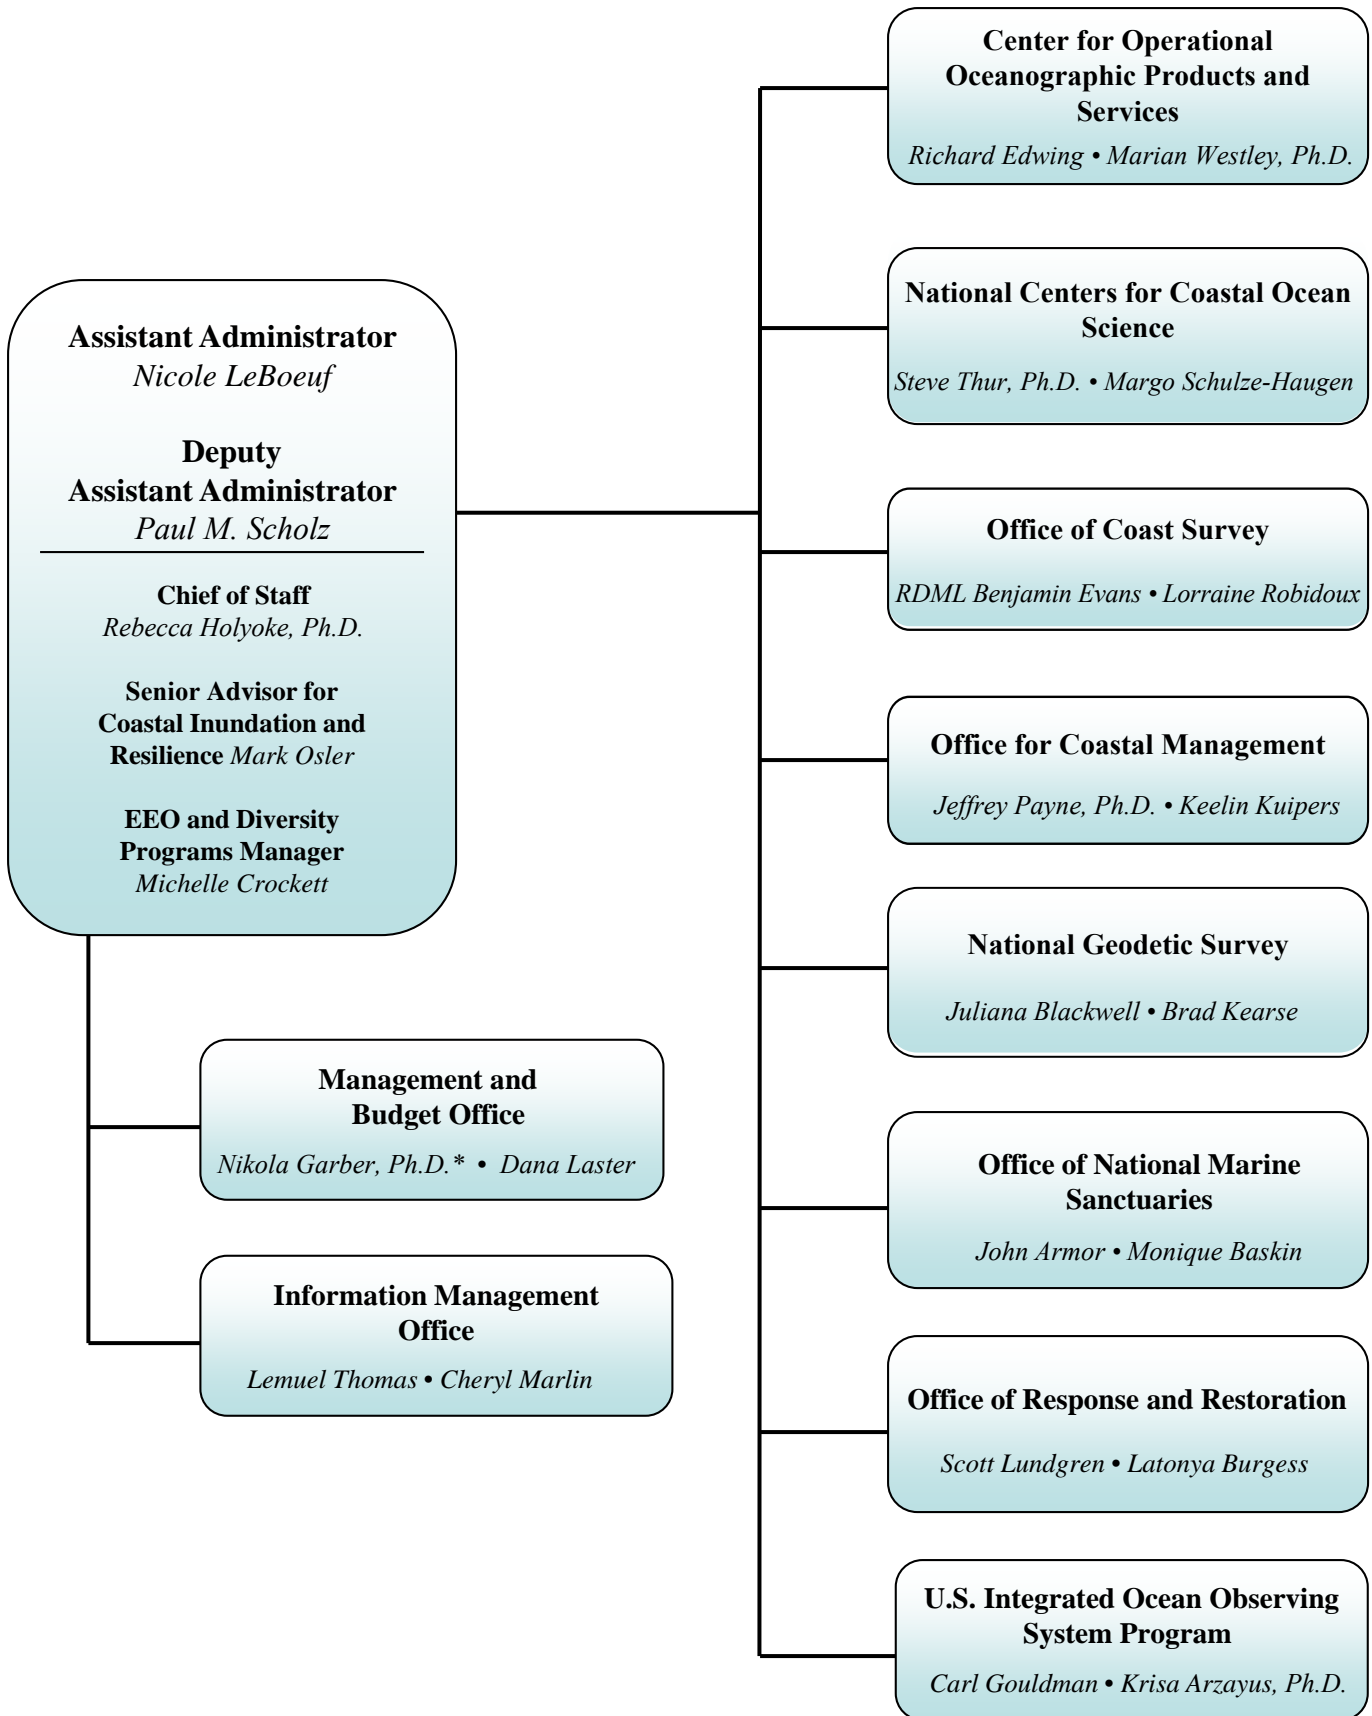 Assistant Administrator
Nicole LeBoeuf
Deputy
Assistant Administrator
Paul M. Scholz
Chief of Staff
Rebecca Holyoke, Ph.D.
Senior Advisor for
Coastal Inundation and
Resilience Mark Osler
EEO and Diversity
Programs Manager
Michelle Crockett
Management and
Budget Office
Nikola Garber, Ph.D.* • Dana Laster
Information Management
Office
Lemuel Thomas • Cheryl Marlin
Center for Operational
Oceanographic Products and
Services
Richard Edwing • Marian Westley, Ph.D.
National Centers for Coastal Ocean
Science
Steve Thur, Ph.D. • Margo Schulze-Haugen
Office of Coast Survey
RDML Benjamin Evans • Lorraine Robidoux
Office for Coastal Management
Jeffrey Payne, Ph.D. • Keelin Kuipers
National Geodetic Survey
Juliana Blackwell • Brad Kearse
Office of National Marine
Sanctuaries
John Armor • Monique Baskin
Office of Response and Restoration
Scott Lundgren • Latonya Burgess
U.S. Integrated Ocean Observing
System Program
Carl Gouldman • Krisa Arzayus, Ph.D.